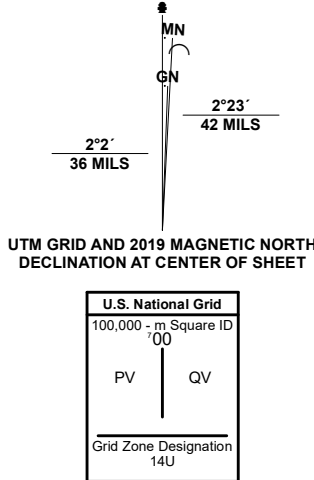 MN
GN
2°23´
42 MILS
2°2´
36 MILS
UTM GRID AND 2019 MAGNETIC NORTH
DECLINATION AT CENTER OF SHEET
U.S. National Grid
100,000 - m Square ID
⁷00
PV QV
Grid Zone Designation
14U